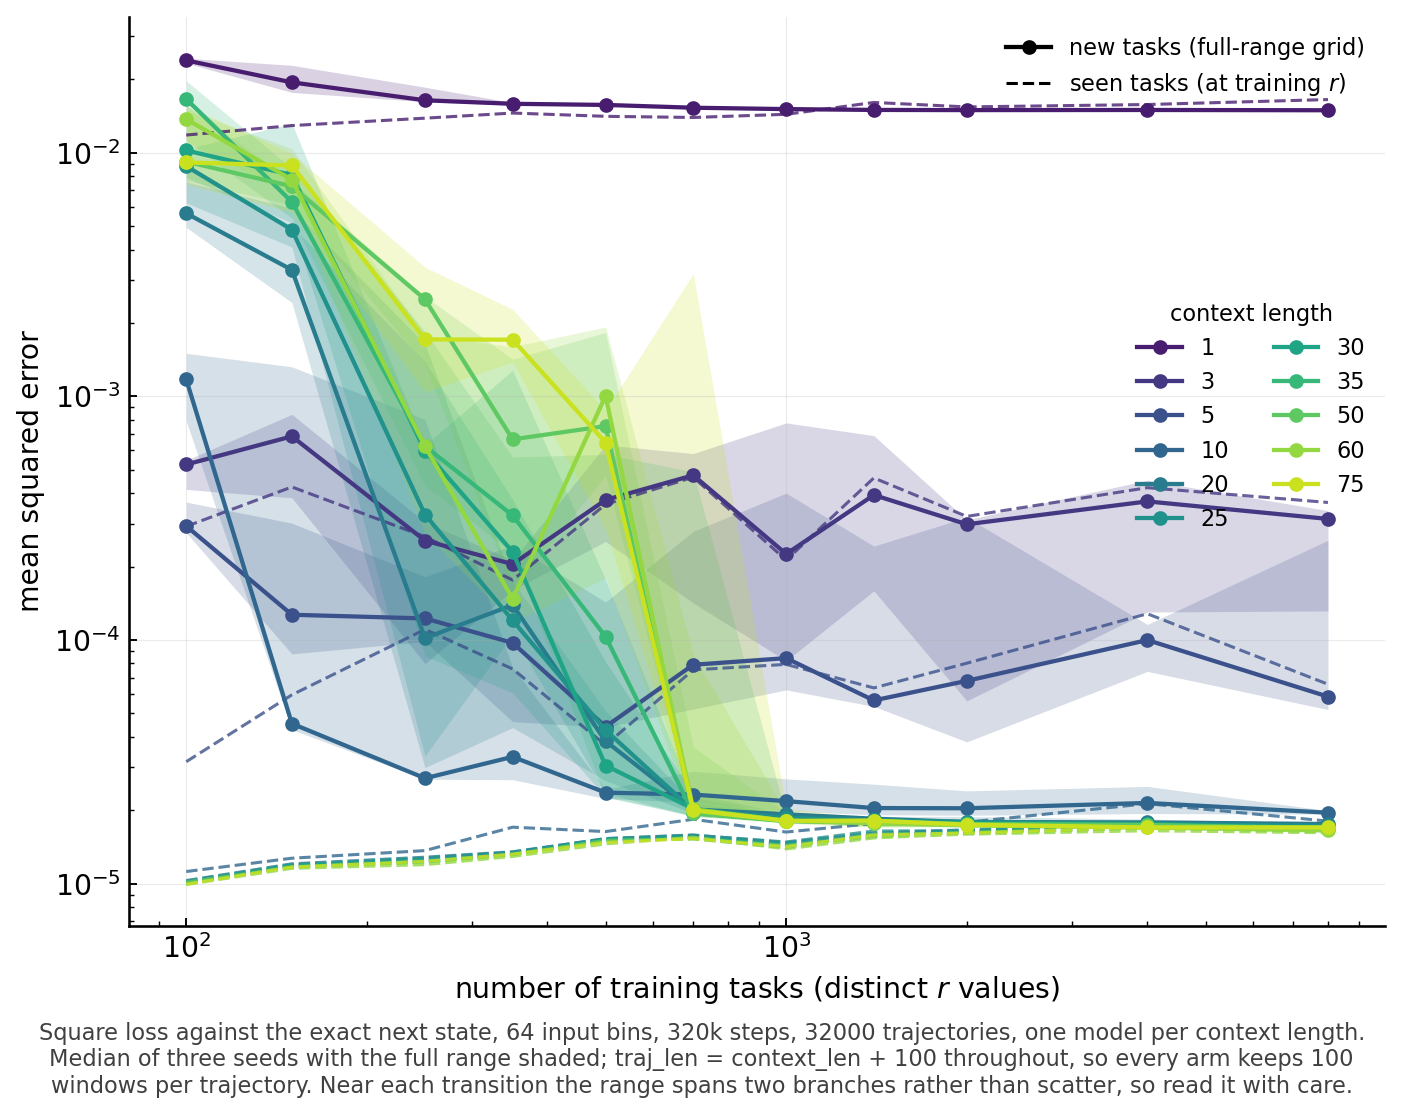 new tasks (full-range grid)
seen tasks (at training r)
context length
1 30
3 35
5 50
10 60
20 75
25
mean squared error
10⁻²
10⁻³
10⁻⁴
10⁻⁵
10² 10³
number of training tasks (distinct r values)
Square loss against the exact next state, 64 input bins, 320k steps, 32000 trajectories, one model per context length.
Median of three seeds with the full range shaded; traj_len = context_len + 100 throughout, so every arm keeps 100
windows per trajectory. Near each transition the range spans two branches rather than scatter, so read it with care.